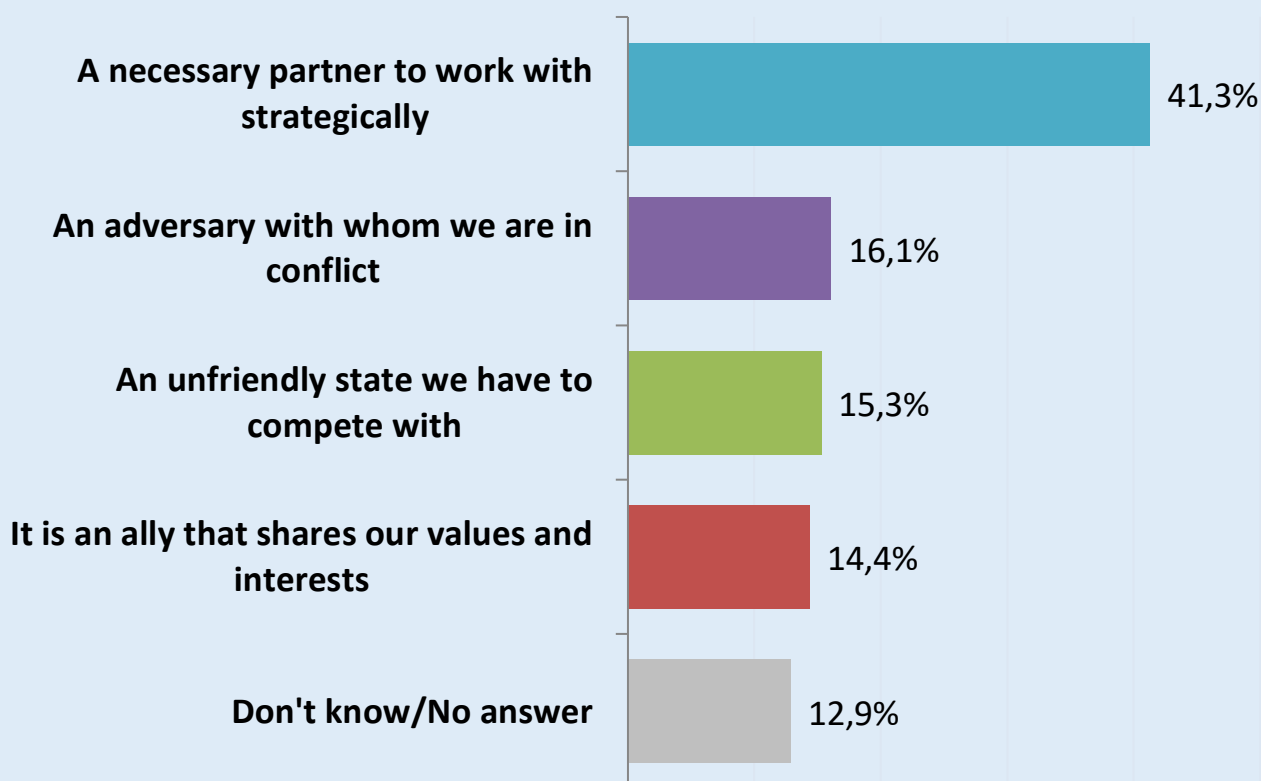 A necessary partner to work with
strategically
41,3%
An adversary with whom we are in
conflict
16,1%
An unfriendly state we have to
compete with
15,3%
It is an ally that shares our values and
interests
14,4%
Don't know/No answer
12,9%